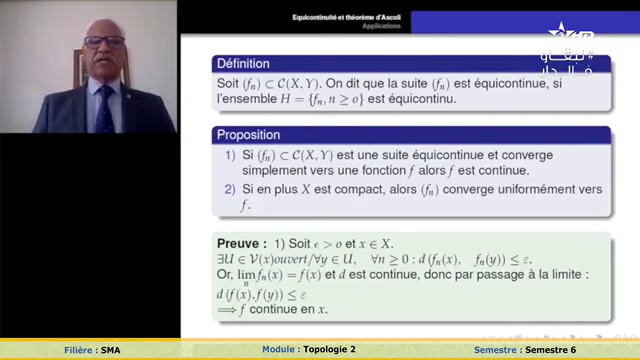 Equicontinuité et théorème d'Ascoli
Applications
#نبقاو
فالدار
Définition
Soit (fₙ) ⊂ C(X, Y). On dit que la suite (fₙ) est équicontinue, si
l'ensemble H = {fₙ, n ≥ o} est équicontinu.
Proposition
1) Si (fₙ) ⊂ C(X, Y) est une suite équicontinue et converge
simplement vers une fonction f alors f est continue.
2) Si en plus X est compact, alors (fₙ) converge uniformément vers
f.
Preuve : 1) Soit ϵ > o et x ∈ X.
∃U ∈ V(x)ouvert/∀y ∈ U, ∀n ≥ 0 : d (fₙ(x), fₙ(y)) ≤ ε.
Or, lim fₙ(x) = f(x) et d est continue, donc par passage à la limite :
n
d (f(x), f(y)) ≤ ε
⟹ f continue en x.
Filière : SMA Module : Topologie 2 Semestre : Semestre 6